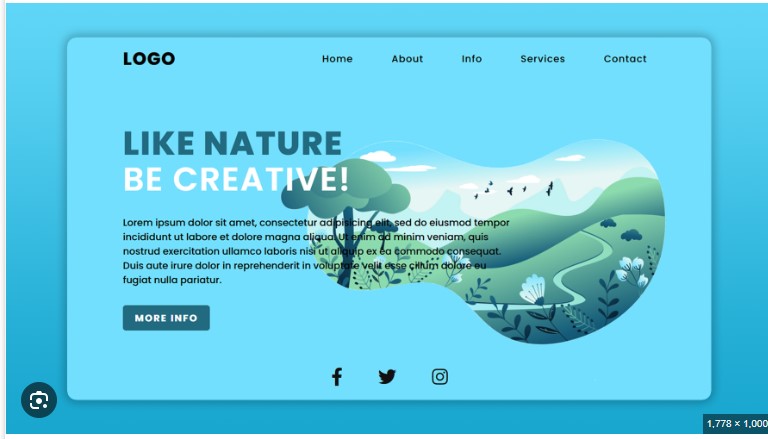 LOGO
Home About Info Services Contact
LIKE NATURE
BE CREATIVE!
Lorem ipsum dolor sit amet, consectetur adipisicing elit, sed do eiusmod tempor
incididunt ut labore et dolore magna aliqua. Ut enim ad minim veniam, quis
nostrud exercitation ullamco laboris nisi ut aliquip ex ea commodo consequat.
Duis aute irure dolor in reprehenderit in voluptate velit esse cillum dolore eu
fugiat nulla pariatur.
MORE INFO
1,778 × 1,000